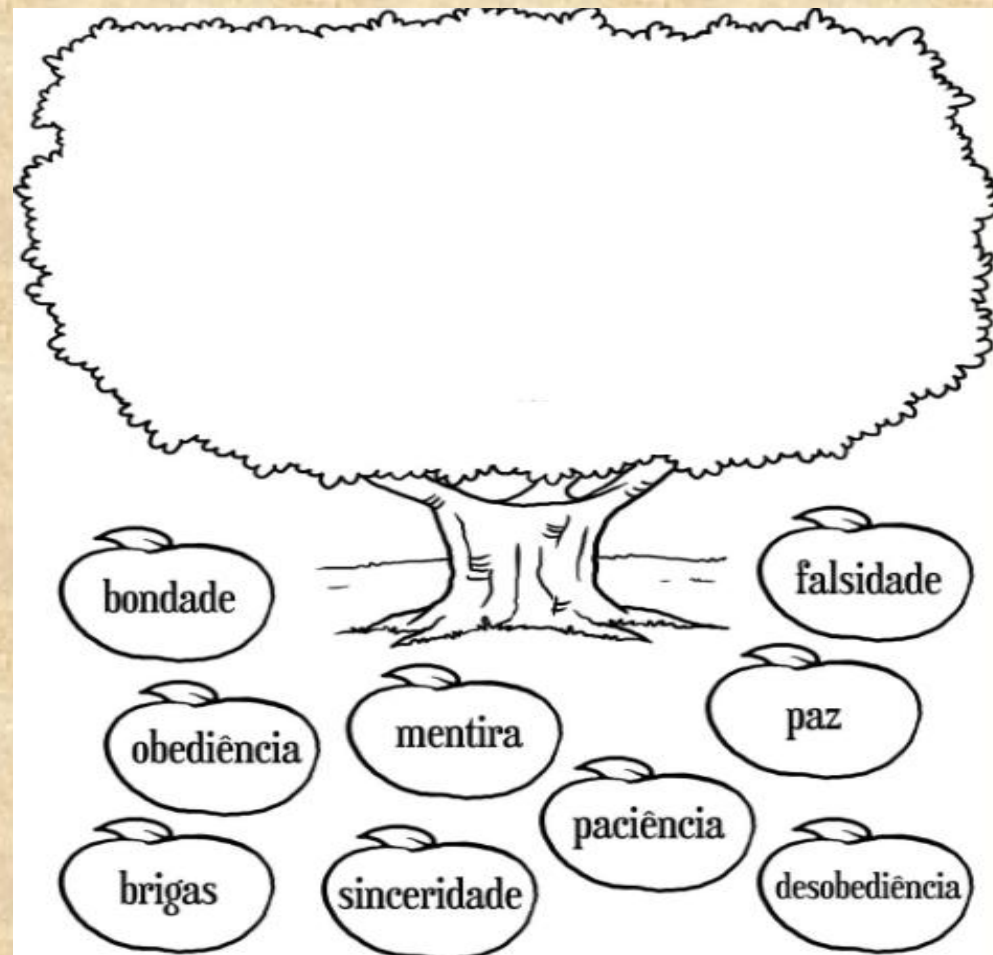 bondade
falsidade
obediência
mentira
paz
paciência
brigas
sinceridade
desobediência